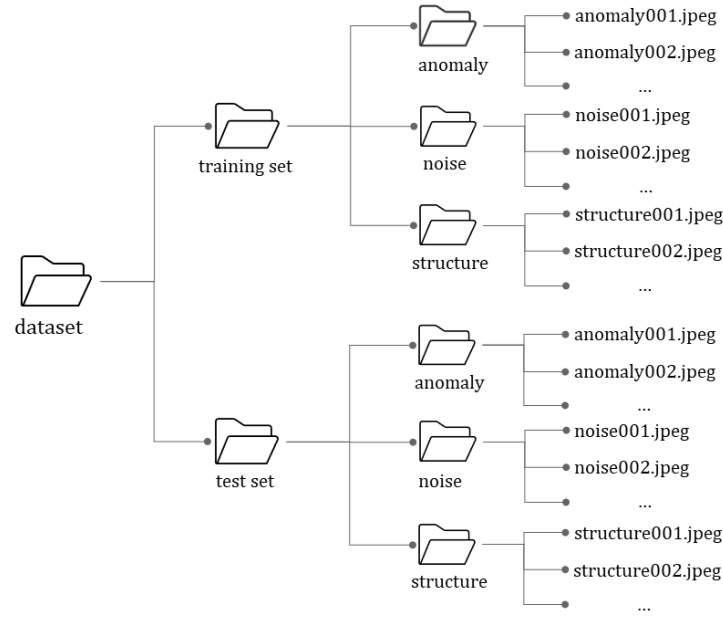 anomaly001.jpeg
anomaly002.jpeg
...
anomaly
noise001.jpeg
noise002.jpeg
...
noise
training set
structure001.jpeg
structure002.jpeg
...
structure
dataset
anomaly001.jpeg
anomaly002.jpeg
...
anomaly
noise001.jpeg
noise002.jpeg
...
noise
test set
structure001.jpeg
structure002.jpeg
...
structure